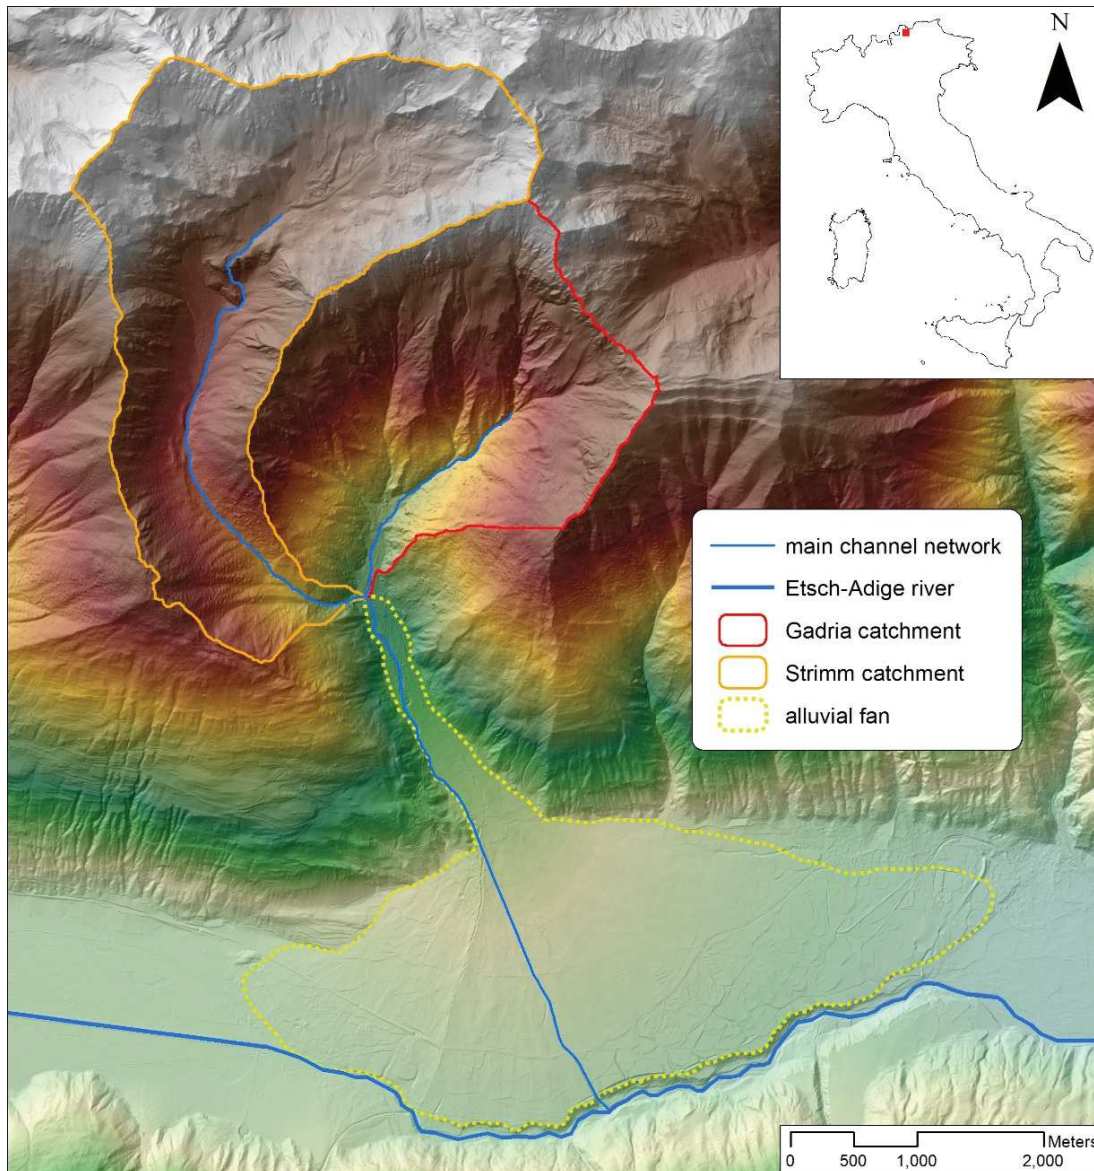 N
main channel network
Etsch-Adige river
Gadria catchment
Strimm catchment
alluvial fan
Meters
0 500 1,000 2,000